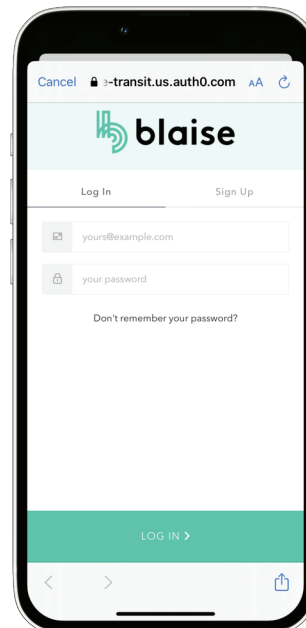 Cancel -transit.us.auth0.com AA
blaise
Log In Sign Up
yours@example.com
your password
Don't remember your password?
LOG IN >